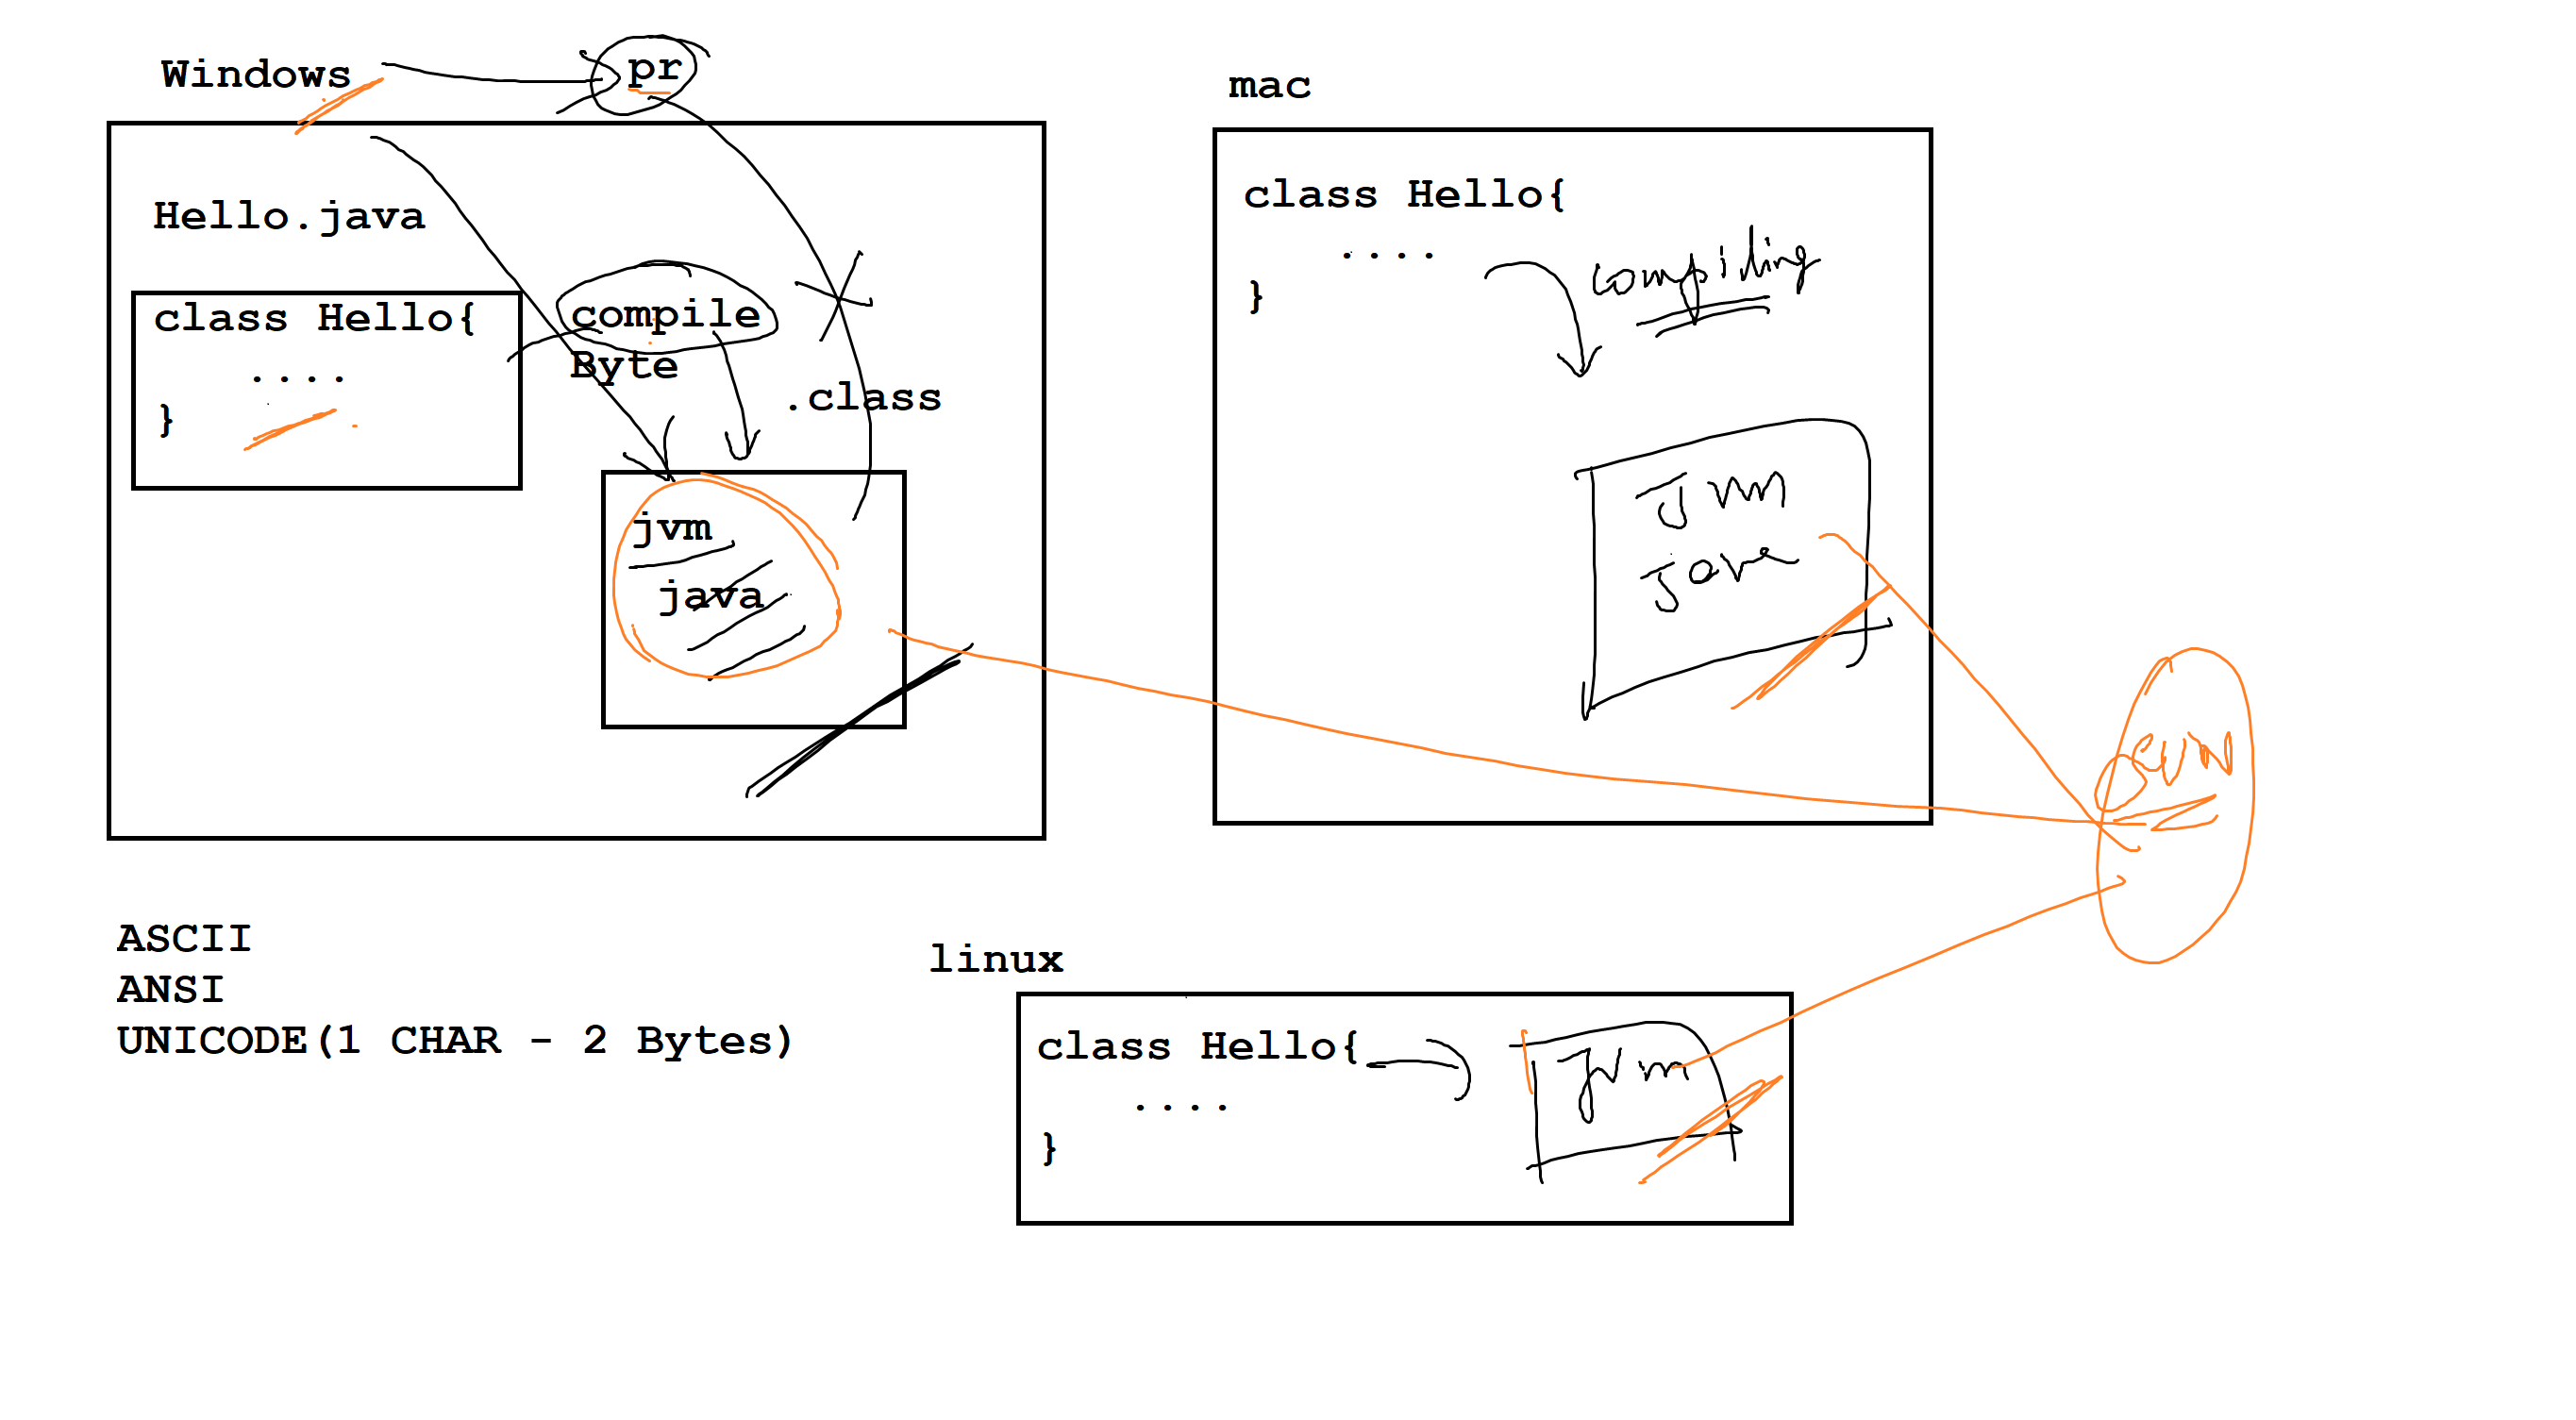 Windows
pr
Hello.java
class Hello{
....
}
compile
Byte
.class
jvm
java
mac
class Hello{
....
}
compiling
Jvm
Java
ASCII
ANSI
UNICODE(1 CHAR - 2 Bytes)
linux
class Hello{
....
}
Jvm